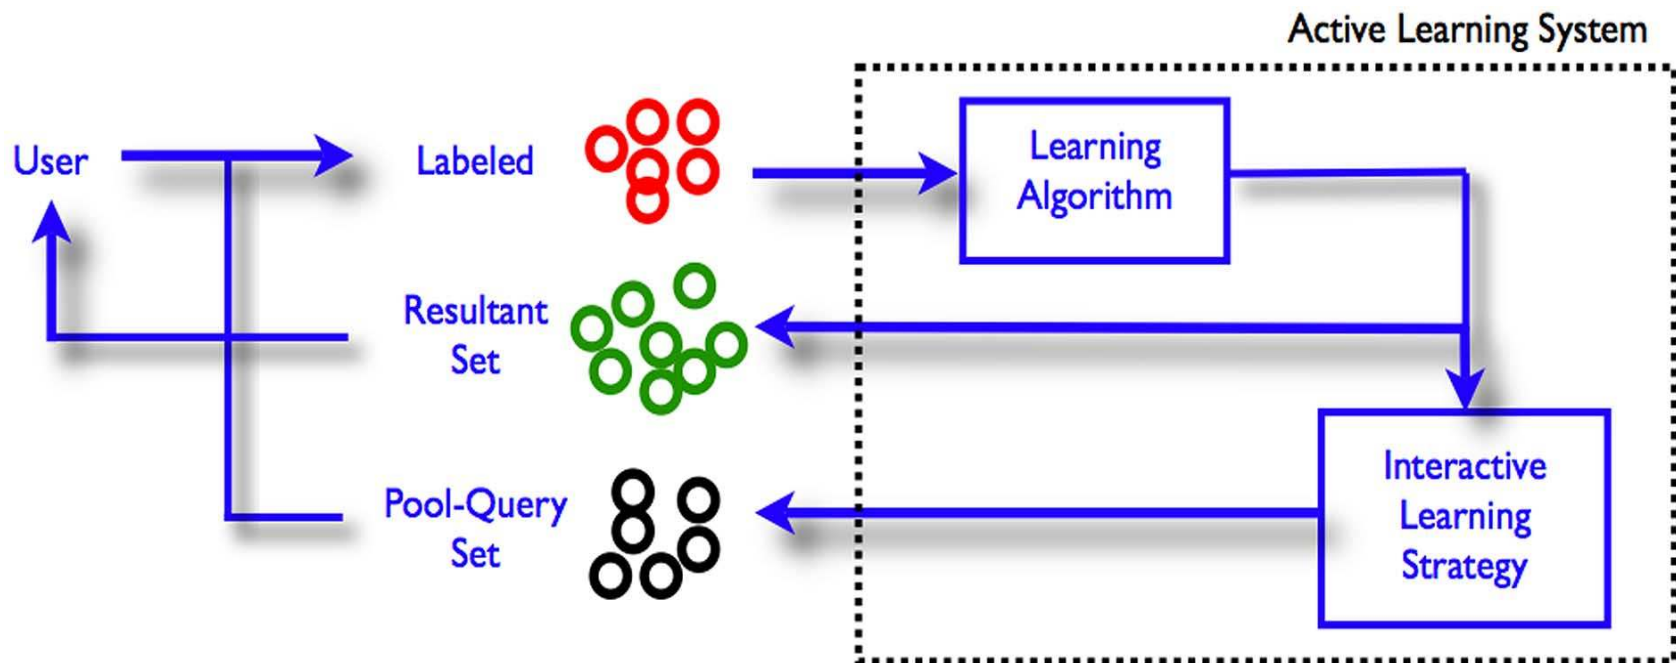 Active Learning System
User
Labeled
Learning
Algorithm
Resultant
Set
Pool-Query
Set
Interactive
Learning
Strategy